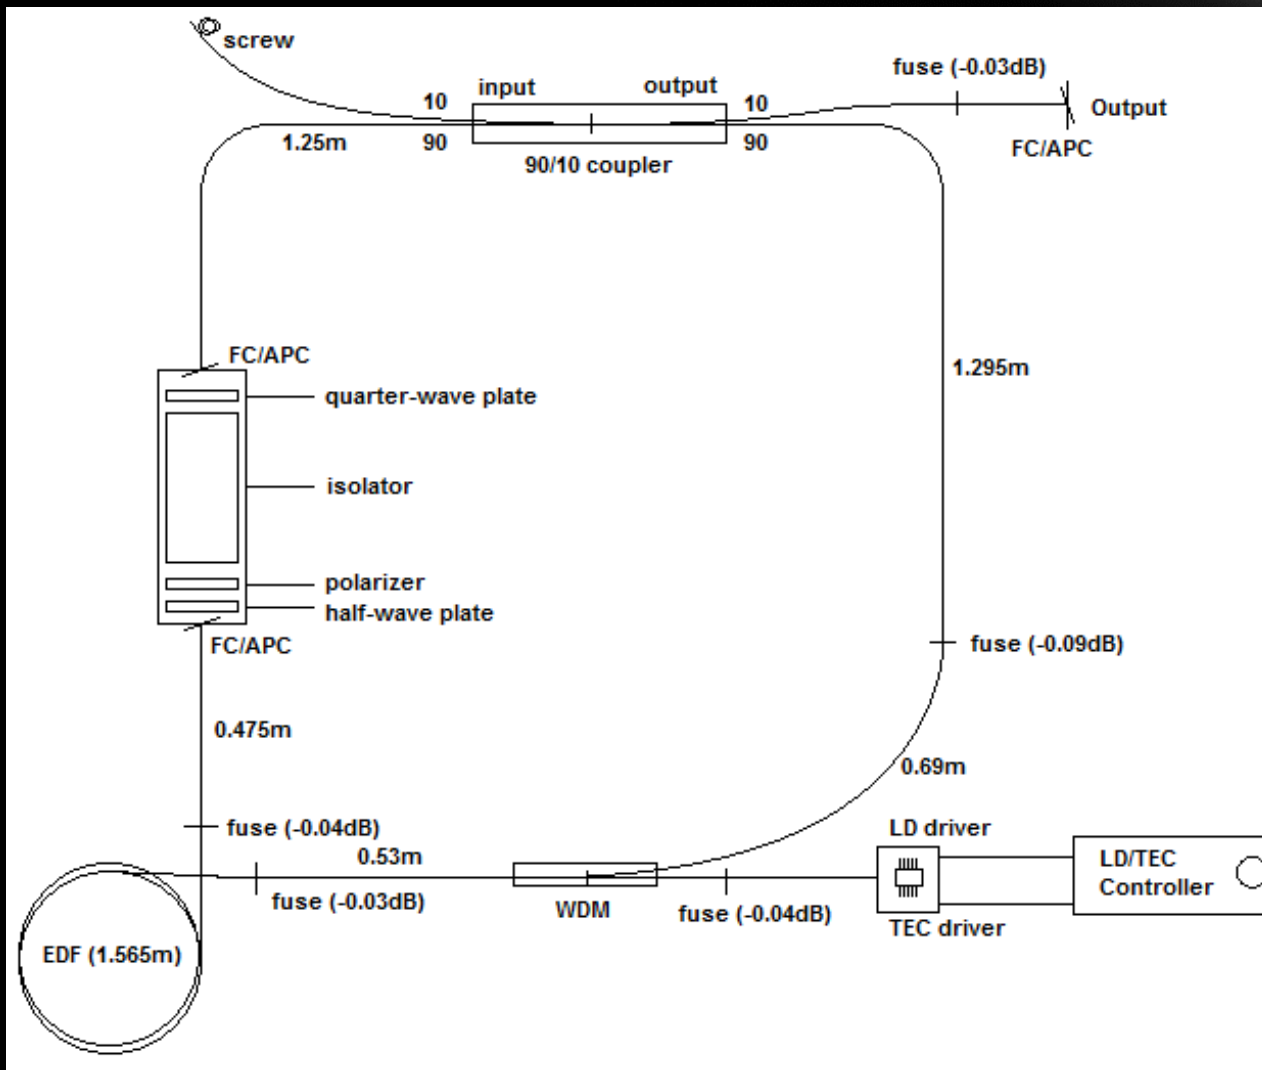 screw
input
output
fuse (-0.03dB)
10
10
Output
1.25m
90
90
FC/APC
90/10 coupler
FC/APC
quarter-wave plate
1.295m
isolator
polarizer
half-wave plate
FC/APC
fuse (-0.09dB)
0.475m
0.69m
fuse (-0.04dB)
LD driver
0.53m
LD/TEC
Controller
fuse (-0.03dB)
WDM
fuse (-0.04dB)
TEC driver
EDF (1.565m)